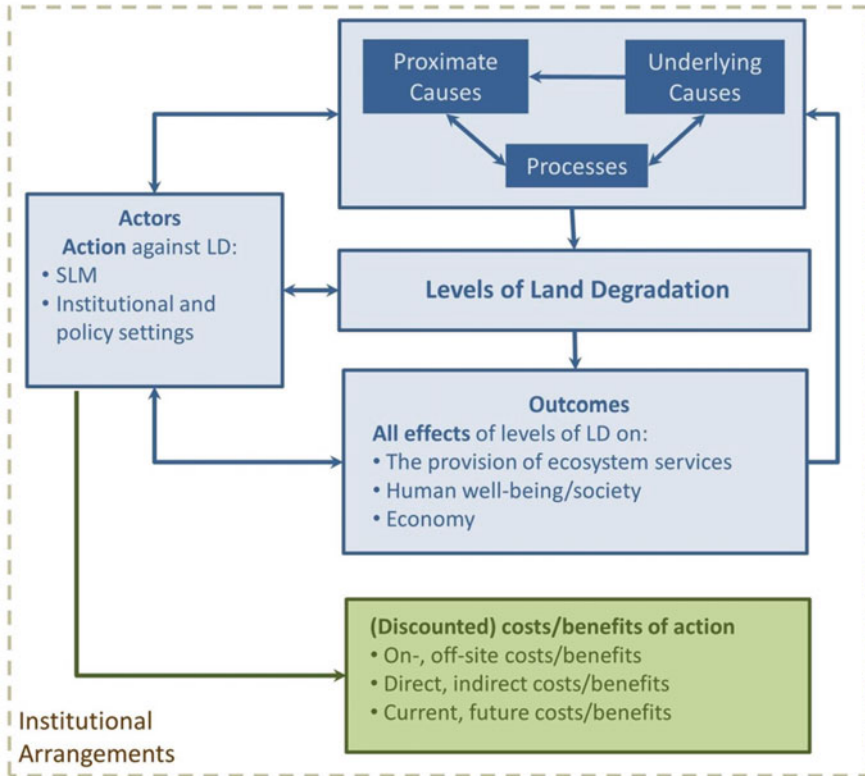 Proximate
Causes
Underlying
Causes
Processes
Actors
Action against LD:
• SLM
• Institutional and
policy settings
Levels of Land Degradation
Outcomes
All effects of levels of LD on:
• The provision of ecosystem services
• Human well-being/society
• Economy
(Discounted) costs/benefits of action
• On-, off-site costs/benefits
• Direct, indirect costs/benefits
• Current, future costs/benefits
Institutional
Arrangements